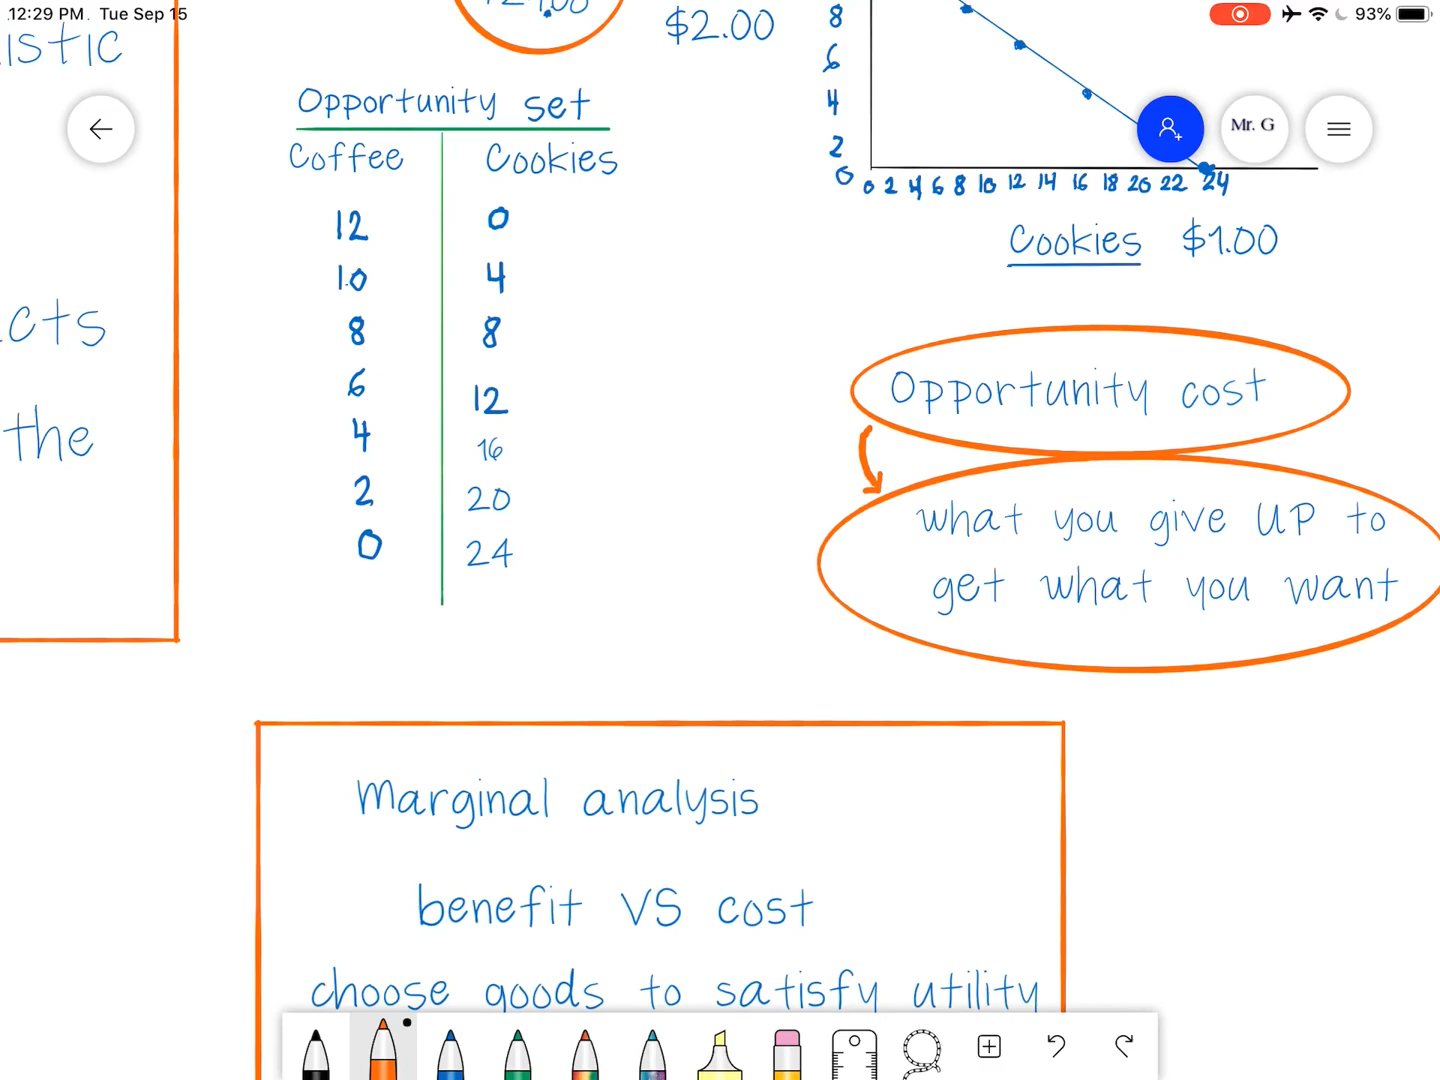 12:29 PM Tue Sep 15
93%
istic
$2.00
8
6
4
2
0
0 2 4 6 8 10 12 14 16 18 20 22 24
Mr. G
Cookies $1.00
Opportunity set
Coffee Cookies
12 0
10 4
8 8
6 12
4 16
2 20
0 24
cts
the
Opportunity cost
what you give UP to
get what you want
Marginal analysis
benefit VS cost
choose goods to satisfy utility